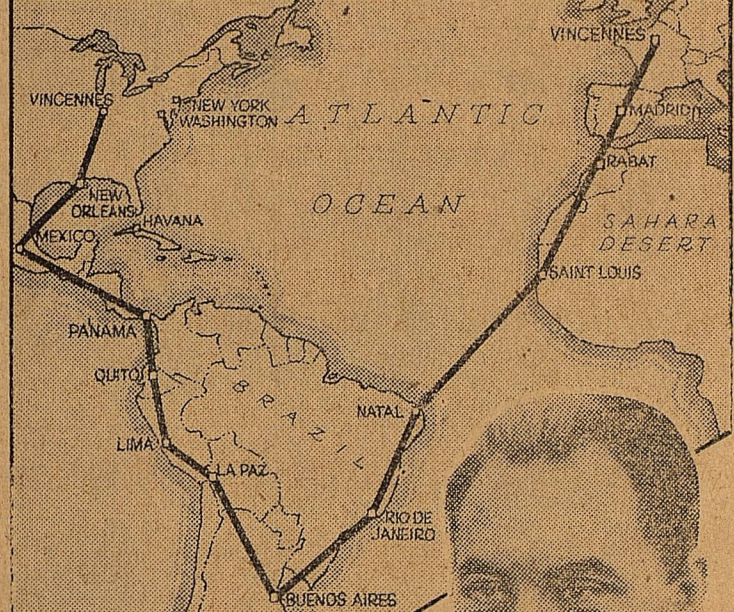 VINCENNES
VINCENNES
NEW YORK
WASHINGTON
ATLANTIC
MADRID
RABAT
NEW
ORLEANS
OCEAN
HAVANA
SAHARA
DESERT
MEXICO
SAINT LOUIS
PANAMA
QUITO
BRAZIL
NATAL
LIMA
LA PAZ
RIO DE
JANEIRO
BUENOS AIRES